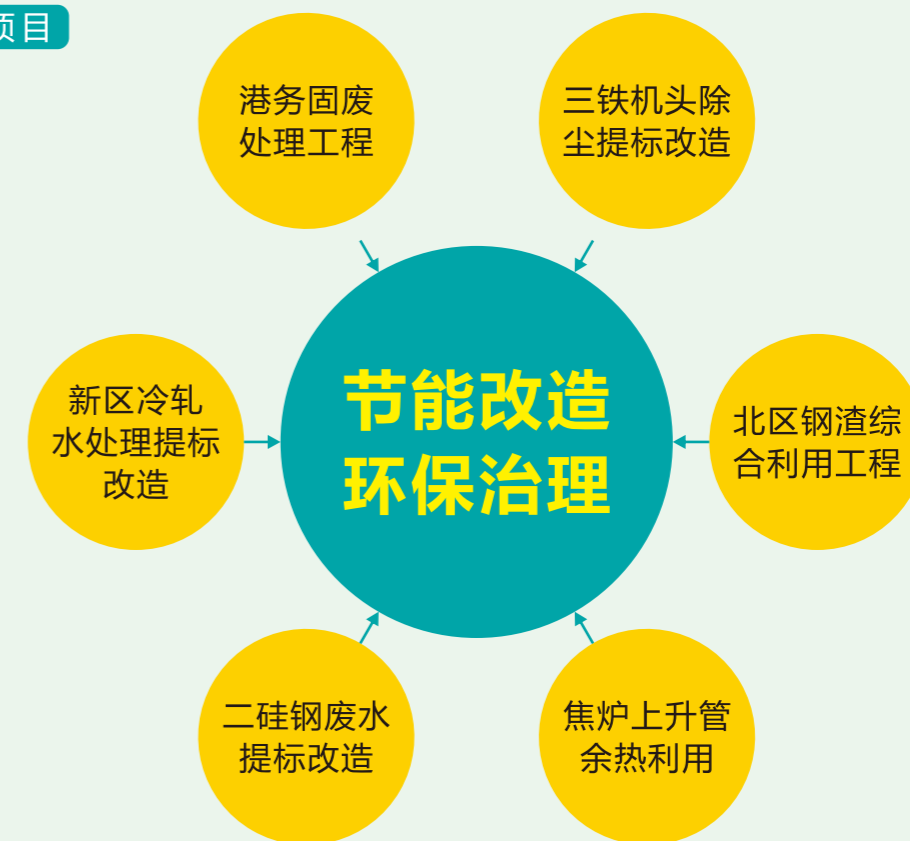 项目
港务固废
处理工程
三铁机头除
尘提标改造
节能改造
环保治理
新区冷轧
水处理提标
改造
北区钢渣综
合利用工程
二硅钢废水
提标改造
焦炉上升管
余热利用